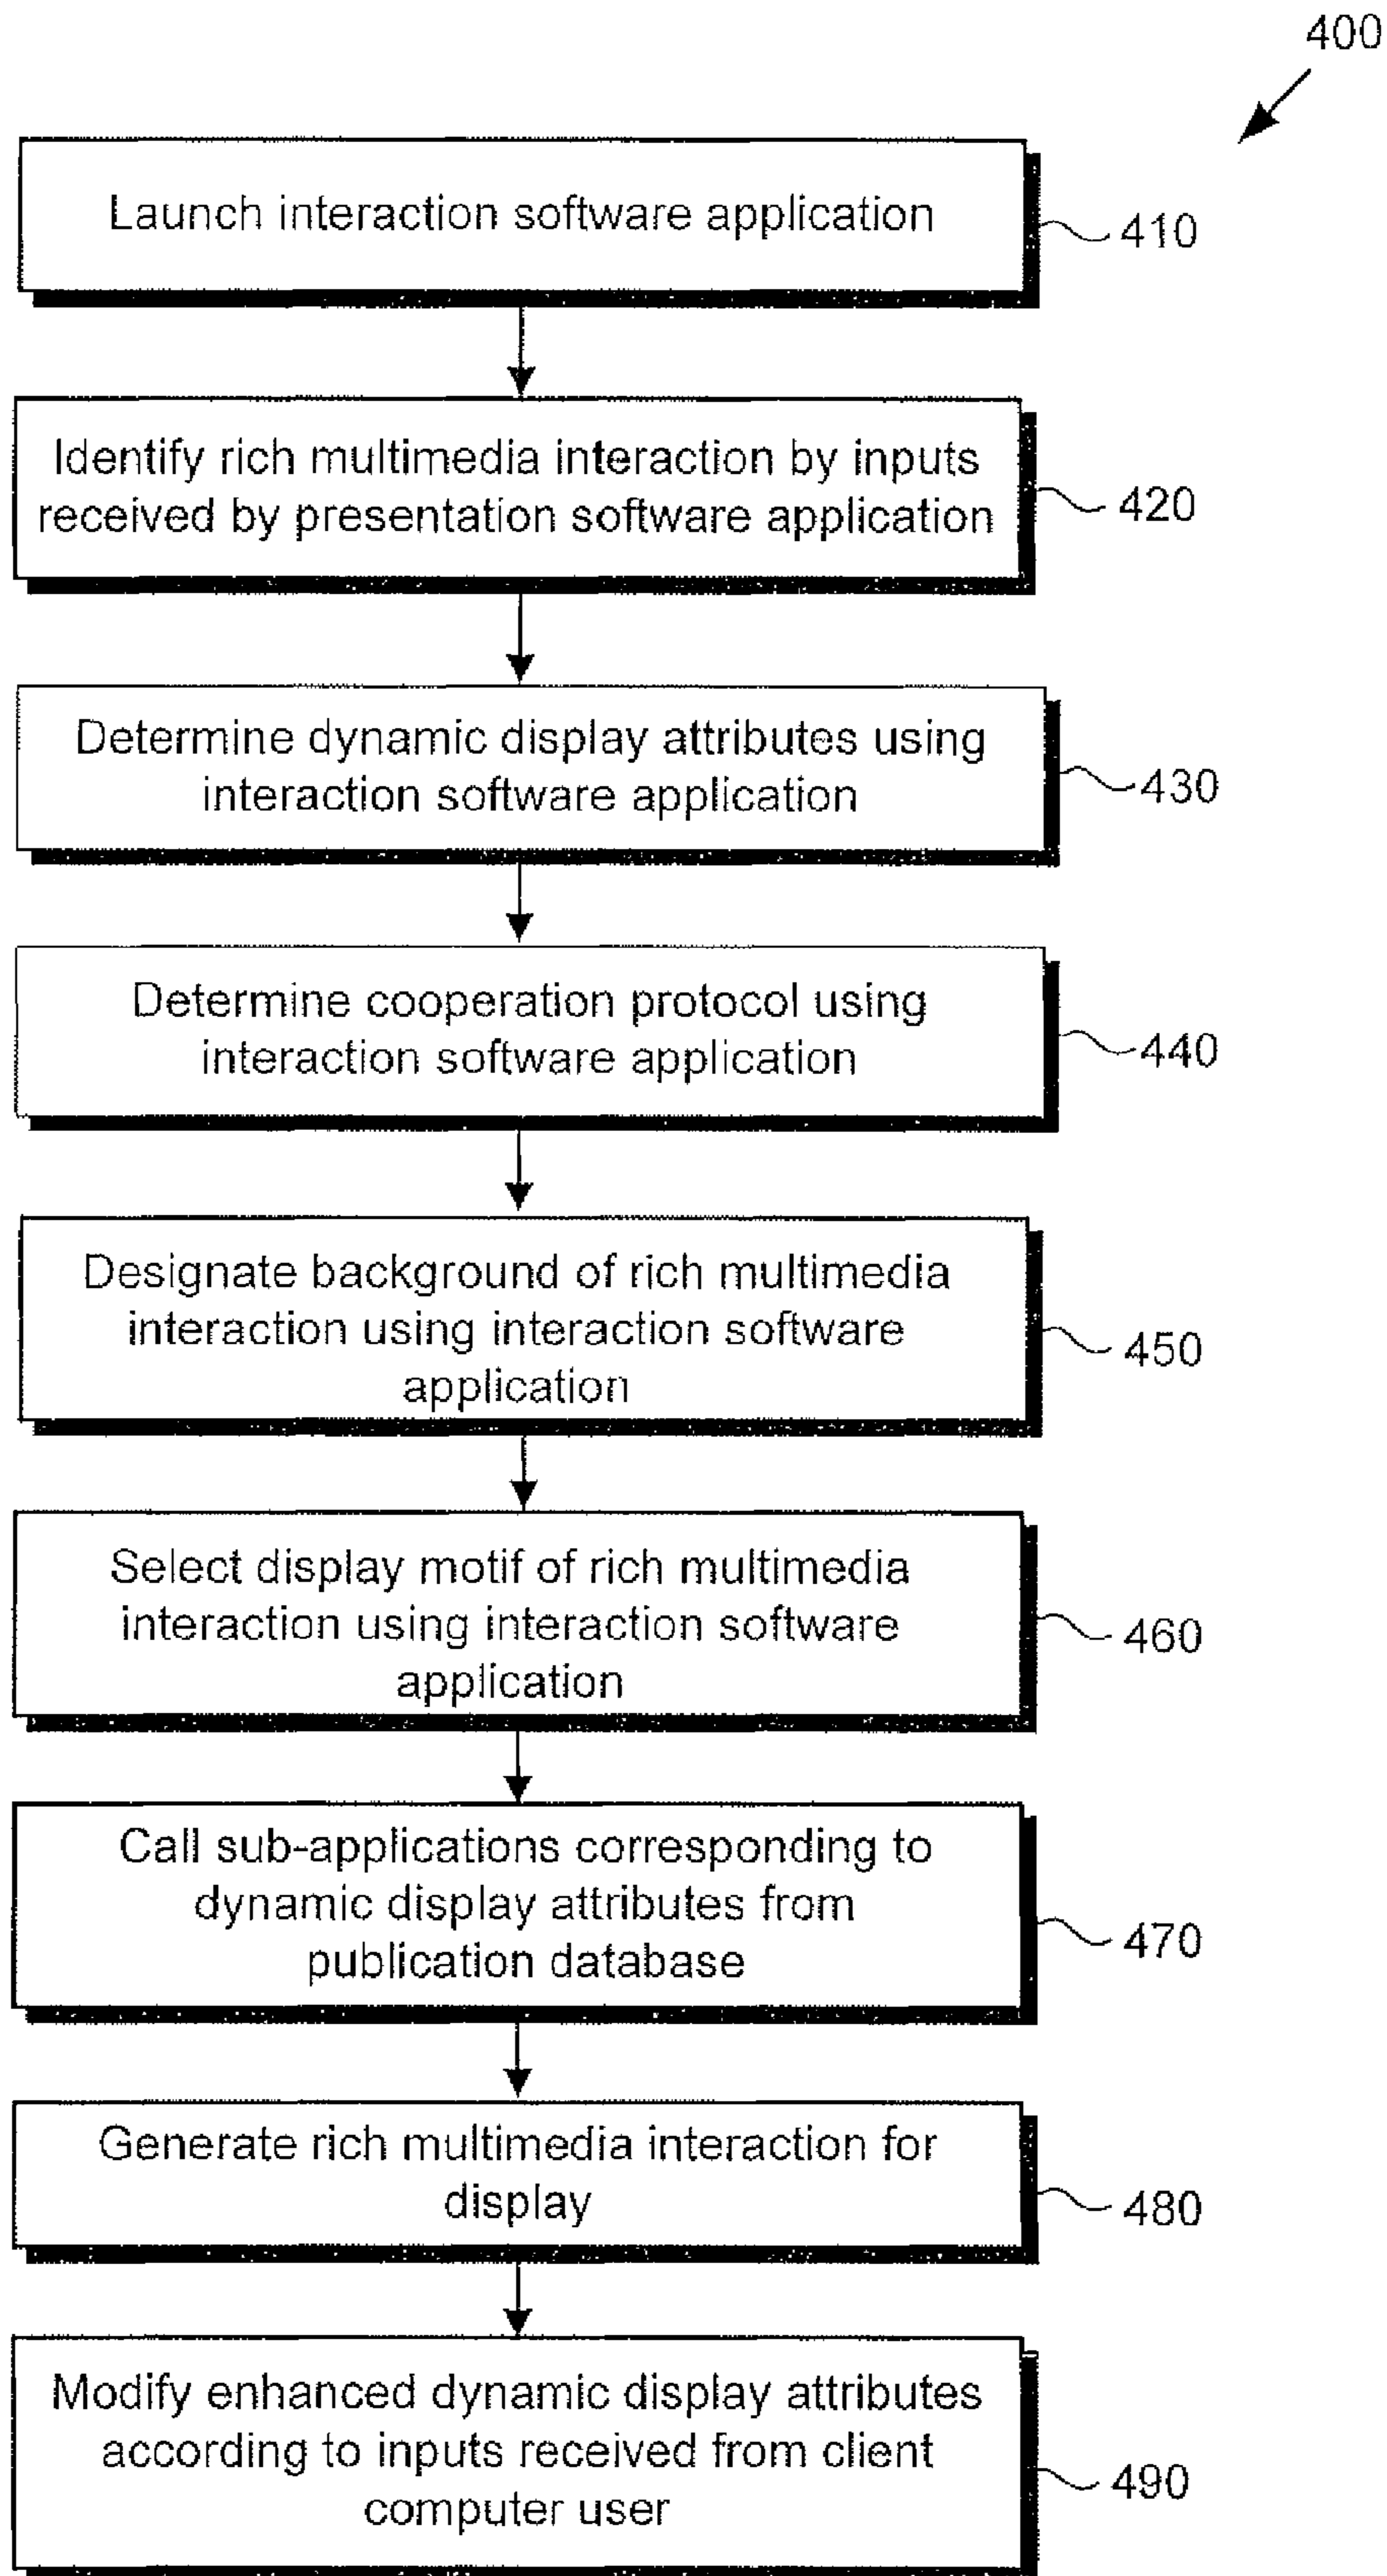 400
Launch interaction software application
410
Identify rich multimedia interaction by inputs
received by presentation software application
420
Determine dynamic display attributes using
interaction software application
430
Determine cooperation protocol using
interaction software application
440
Designate background of rich multimedia
interaction using interaction software
application
450
Select display motif of rich multimedia
interaction using interaction software
application
460
Call sub-applications corresponding to
dynamic display attributes from
publication database
470
Generate rich multimedia interaction for
display
480
Modify enhanced dynamic display attributes
according to inputs received from client
computer user
490